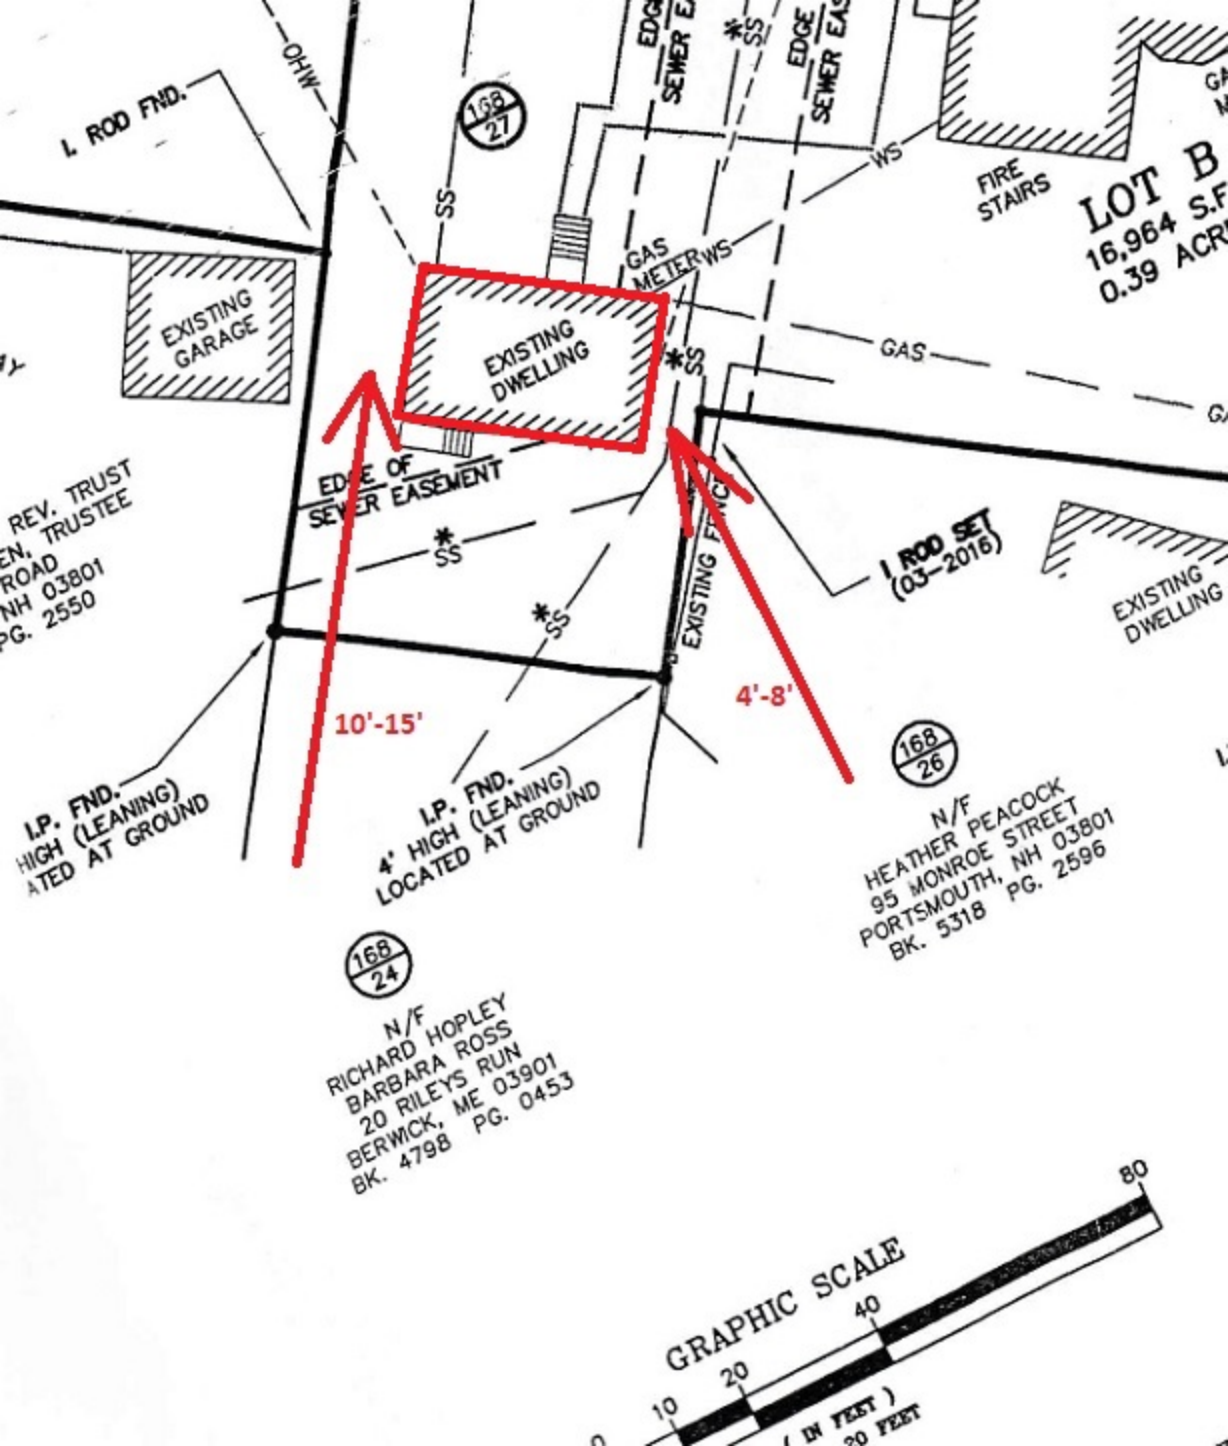 OHW
I. ROD FND.
168
27
SS
EDGE
SEWER EA
*
SS
EDGE
SEWER EAS
WS
FIRE
STAIRS
LOT B
16,964 S.F
0.39 ACR
GAS
METER
WS
EXISTING
GARAGE
EXISTING
DWELLING
*
SS
GAS
EDGE OF
SEWER EASEMENT
*
SS
*
SS
EXISTING FENCE
I ROD SET
(03-2016)
EXISTING
DWELLING
REV. TRUST
EN, TRUSTEE
ROAD
NH 03801
PG. 2550
10'-15'
4'-8'
I.P. FND.
HIGH (LEANING)
ATED AT GROUND
I.P. FND.
4' HIGH (LEANING)
LOCATED AT GROUND
168
26
N/F
HEATHER PEACOCK
95 MONROE STREET
PORTSMOUTH, NH 03801
BK. 5318 PG. 2596
168
24
N/F
RICHARD HOPLEY
BARBARA ROSS
20 RILEYS RUN
BERWICK, ME 03901
BK. 4798 PG. 0453
GRAPHIC SCALE
0 10 20 40 80
( IN FEET )
20 FEET